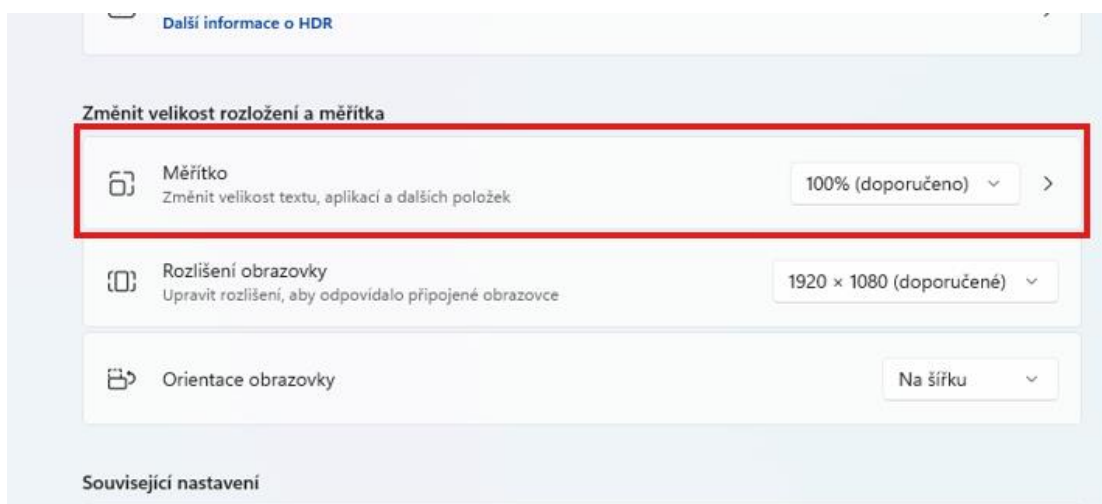 Další informace o HDR
Změnit velikost rozložení a měřítka
Měřítko
Změnit velikost textu, aplikací a dalších položek
100% (doporučeno)
Rozlišení obrazovky
Upravit rozlišení, aby odpovídalo připojené obrazovce
1920 × 1080 (doporučené)
Orientace obrazovky
Na šířku
Související nastavení